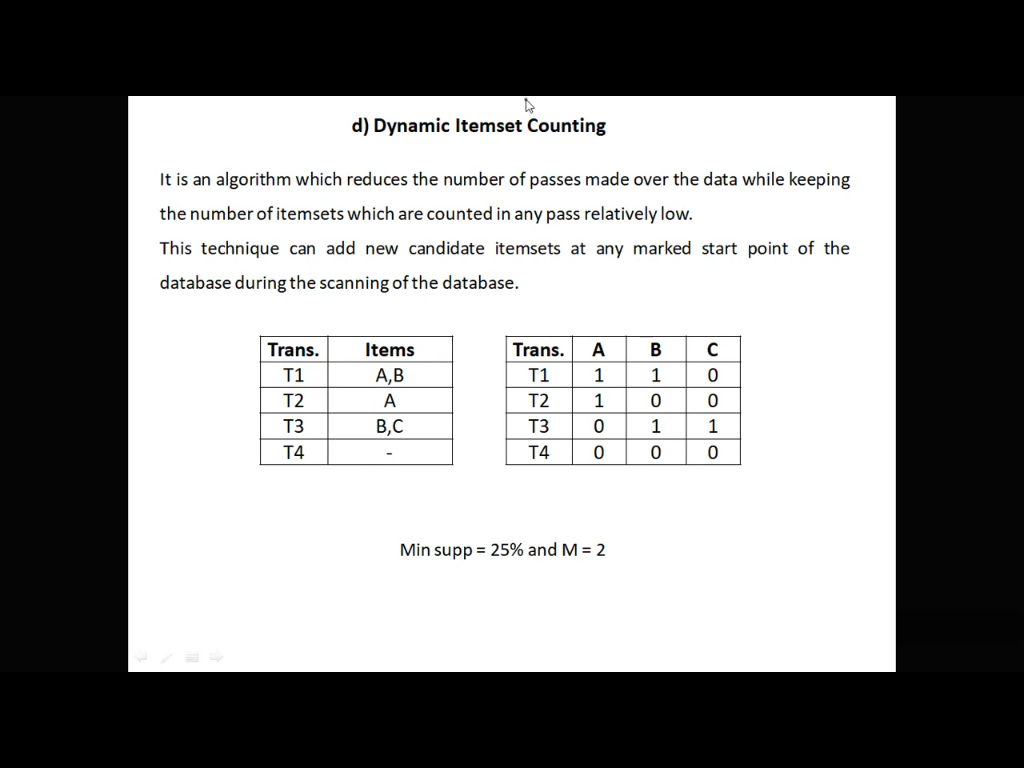 d) Dynamic Itemset Counting
It is an algorithm which reduces the number of passes made over the data while keeping
the number of itemsets which are counted in any pass relatively low.
This technique can add new candidate itemsets at any marked start point of the
database during the scanning of the database.
Trans. Items
T1 A,B
T2 A
T3 B,C
T4 -
Trans. A B C
T1 1 1 0
T2 1 0 0
T3 0 1 1
T4 0 0 0
Min supp = 25% and M = 2